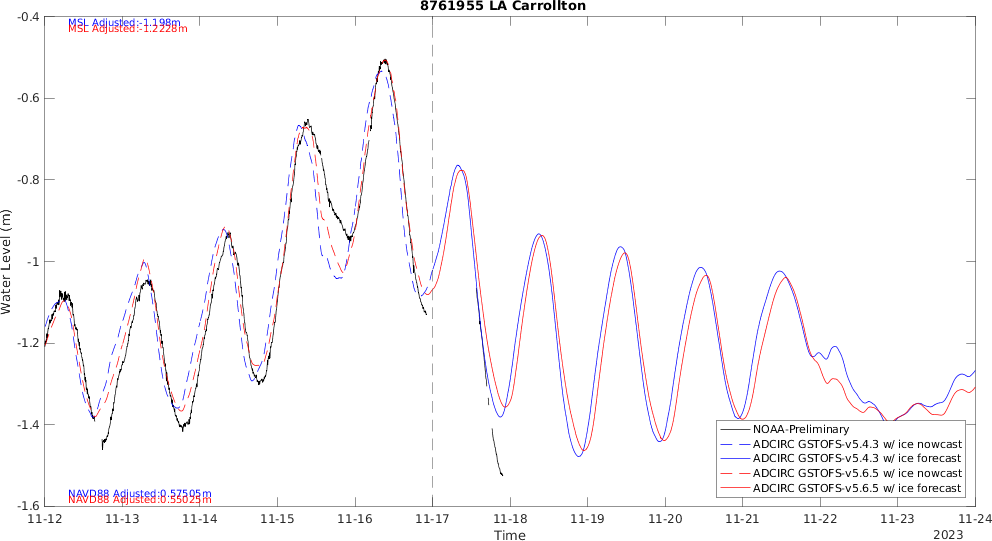 8761955 LA Carrollton
MSL Adjusted:-1.198m
MSL Adjusted:-1.2228m
-0.4
-0.6
-0.8
-1
-1.2
-1.4
-1.6
Water Level (m)
NOAA-Preliminary
ADCIRC GSTOFS-v5.4.3 w/ ice nowcast
ADCIRC GSTOFS-v5.4.3 w/ ice forecast
ADCIRC GSTOFS-v5.6.5 w/ ice nowcast
ADCIRC GSTOFS-v5.6.5 w/ ice forecast
NAVD88 Adjusted:0.57505m
NAVD88 Adjusted:0.55025m
11-12 11-13 11-14 11-15 11-16 11-17 11-18 11-19 11-20 11-21 11-22 11-23 11-24
Time
2023